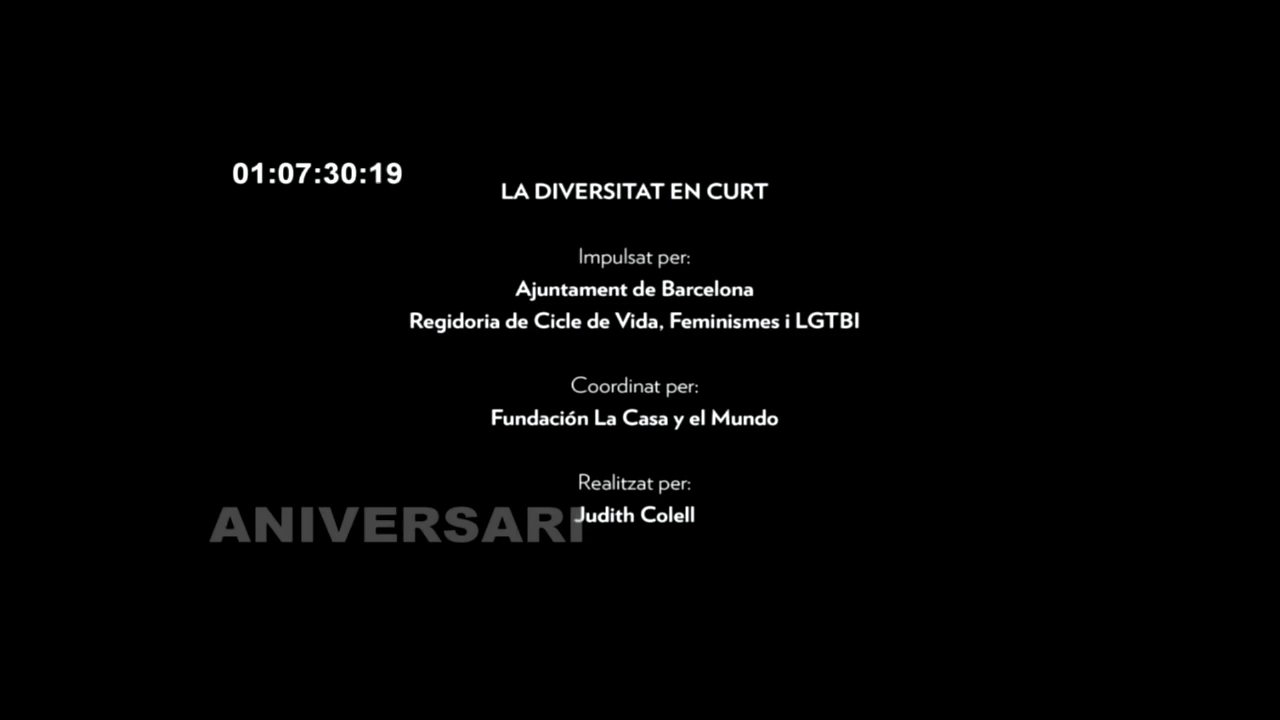 01:07:30:19
LA DIVERSITAT EN CURT
Impulsat per:
Ajuntament de Barcelona
Regidoria de Cicle de Vida, Feminismes i LGTBI
Coordinat per:
Fundación La Casa y el Mundo
Realitzat per:
Judith Colell
ANIVERSARI